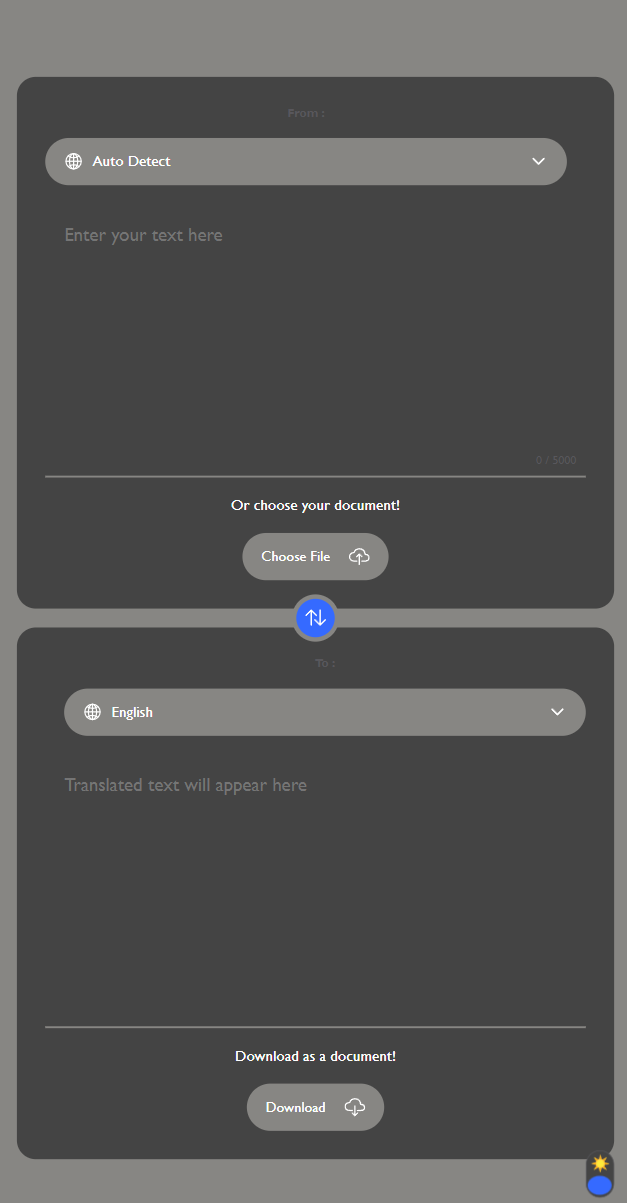 From :
Auto Detect
Enter your text here
0 / 5000
Or choose your document!
Choose File
To :
English
Translated text will appear here
Download as a document!
Download